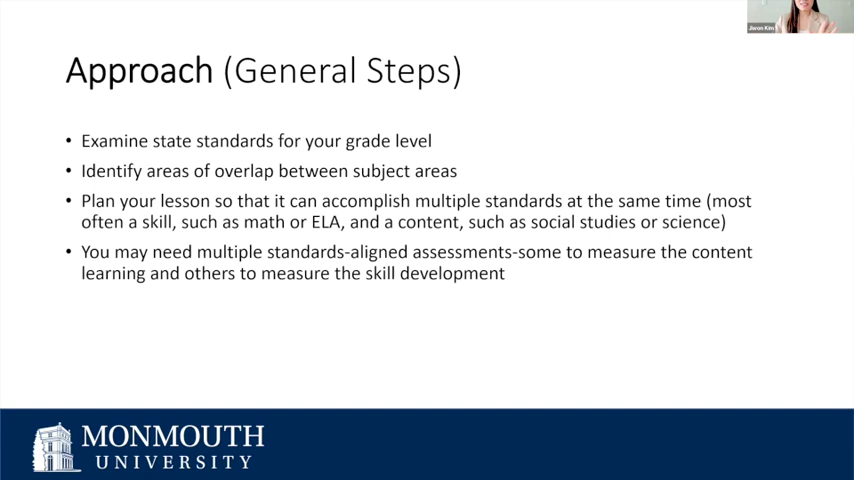 Jiwon Kim
Approach (General Steps)
• Examine state standards for your grade level
• Identify areas of overlap between subject areas
• Plan your lesson so that it can accomplish multiple standards at the same time (most
often a skill, such as math or ELA, and a content, such as social studies or science)
• You may need multiple standards-aligned assessments-some to measure the content
learning and others to measure the skill development
MONMOUTH
UNIVERSITY